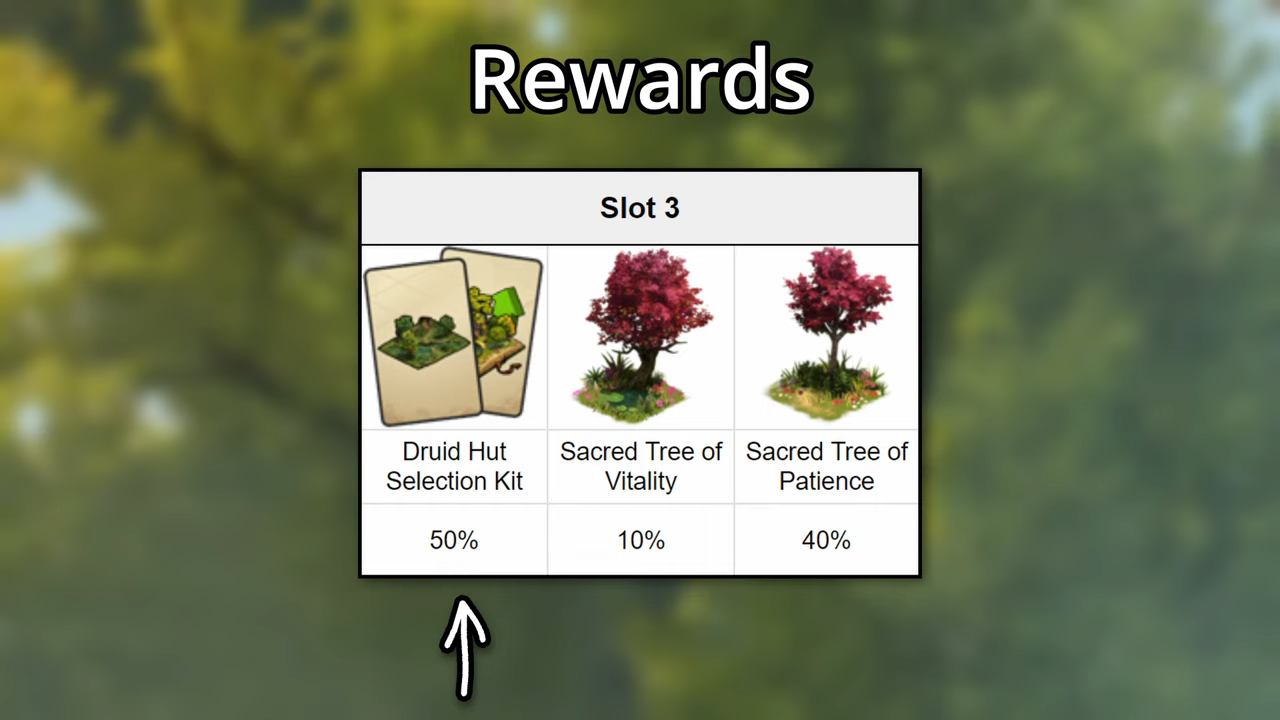 Rewards
Slot 3
Druid Hut
Selection Kit
Sacred Tree of
Vitality
Sacred Tree of
Patience
50%
10%
40%